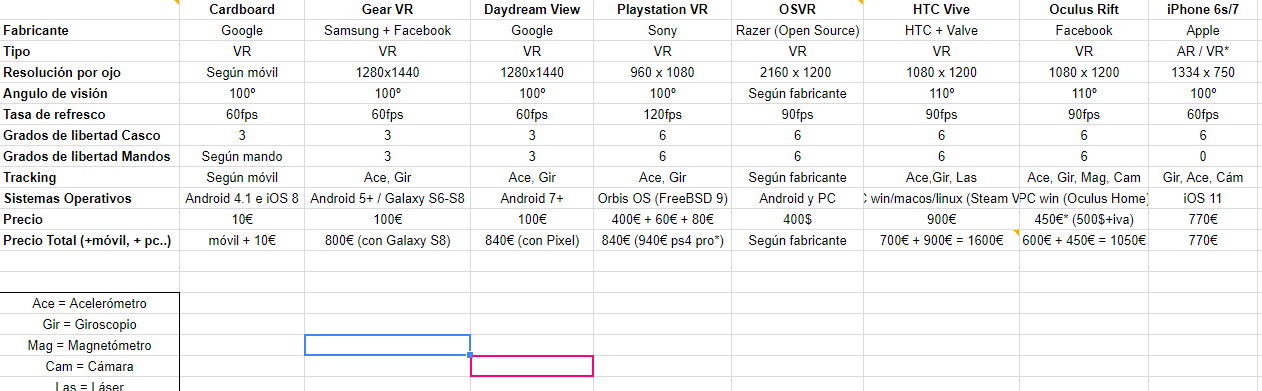 Cardboard Gear VR Daydream View Playstation VR OSVR HTC Vive Oculus Rift iPhone 6s/7
Fabricante Google Samsung + Facebook Google Sony Razer (Open Source) HTC + Valve Facebook Apple
Tipo VR VR VR VR VR VR VR AR / VR*
Resolución por ojo Según móvil 1280x1440 1280x1440 960 x 1080 2160 x 1200 1080 x 1200 1080 x 1200 1334 x 750
Angulo de visión 100º 100º 100º 100º Según fabricante 110º 110º 100º
Tasa de refresco 60fps 60fps 60fps 120fps 90fps 90fps 90fps 60fps
Grados de libertad Casco 3 3 3 6 6 6 6 6
Grados de libertad Mandos Según mando 3 3 6 6 6 6 0
Tracking Según móvil Ace, Gir Ace, Gir Ace, Gir Según fabricante Ace,Gir, Las Ace, Gir, Mag, Cam Gir, Ace, Cám
Sistemas Operativos Android 4.1 e iOS 8 Android 5+ / Galaxy S6-S8 Android 7+ Orbis OS (FreeBSD 9) Android y PC C win/macos/linux (Steam V PC win (Oculus Home) iOS 11
Precio 10€ 100€ 100€ 400€ + 60€ + 80€ 400$ 900€ 450€* (500$+iva) 770€
Precio Total (+móvil, + pc..) móvil + 10€ 800€ (con Galaxy S8) 840€ (con Pixel) 840€ (940€ ps4 pro*) Según fabricante 700€ + 900€ = 1600€ 600€ + 450€ = 1050€ 770€
Ace = Acelerómetro
Gir = Giroscopio
Mag = Magnetómetro
Cam = Cámara
Las = Láser